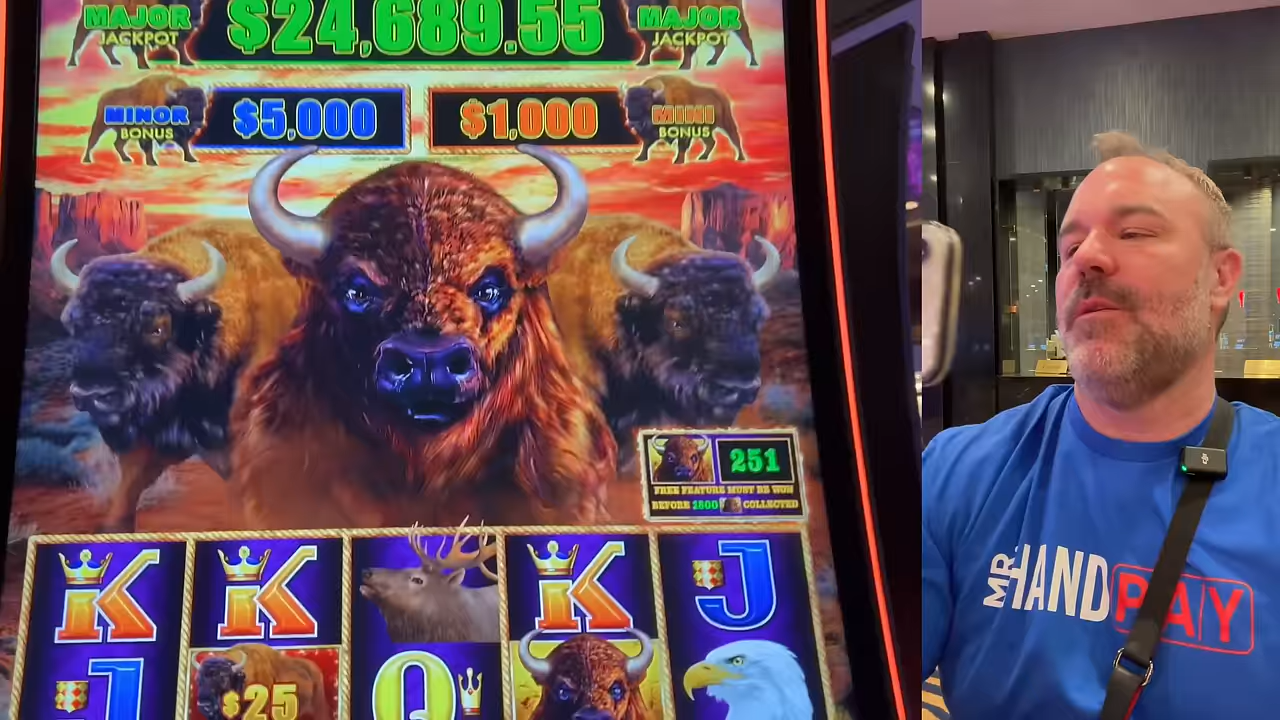 MAJOR
JACKPOT
$24,689.55
MAJOR
JACKPOT
MINOR
BONUS
$5,000
$1,000
MINI
BONUS
251
FREE FEATURE MUST BE WON
BEFORE 2500 COLLECTED
K
K
K
J
J
$25
Q
MR.
HANDPAY
dji